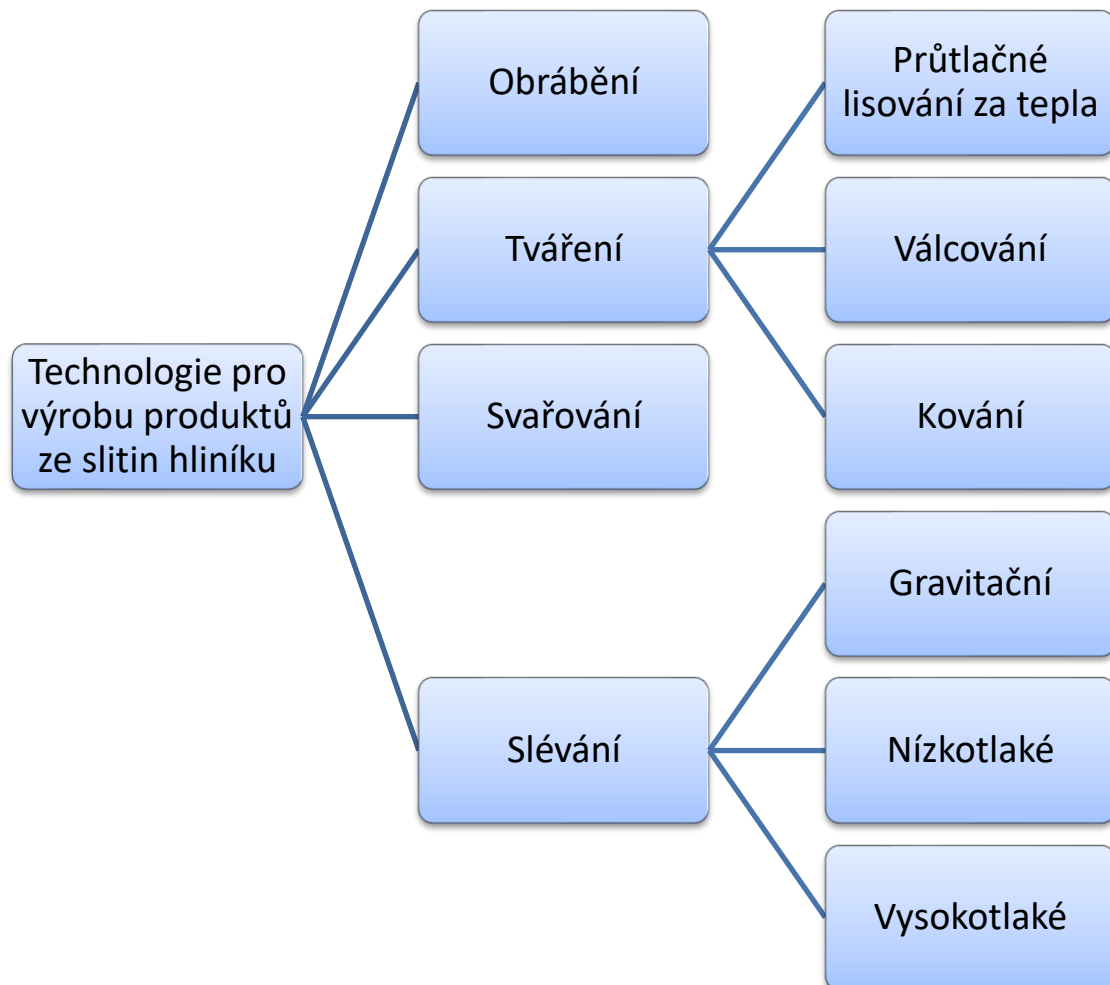 Technologie pro
výrobu produktů
ze slitin hliníku
Obrábění
Tváření
Průtlačné
lisování za tepla
Válcování
Kování
Svařování
Slévání
Gravitační
Nízkotlaké
Vysokotlaké